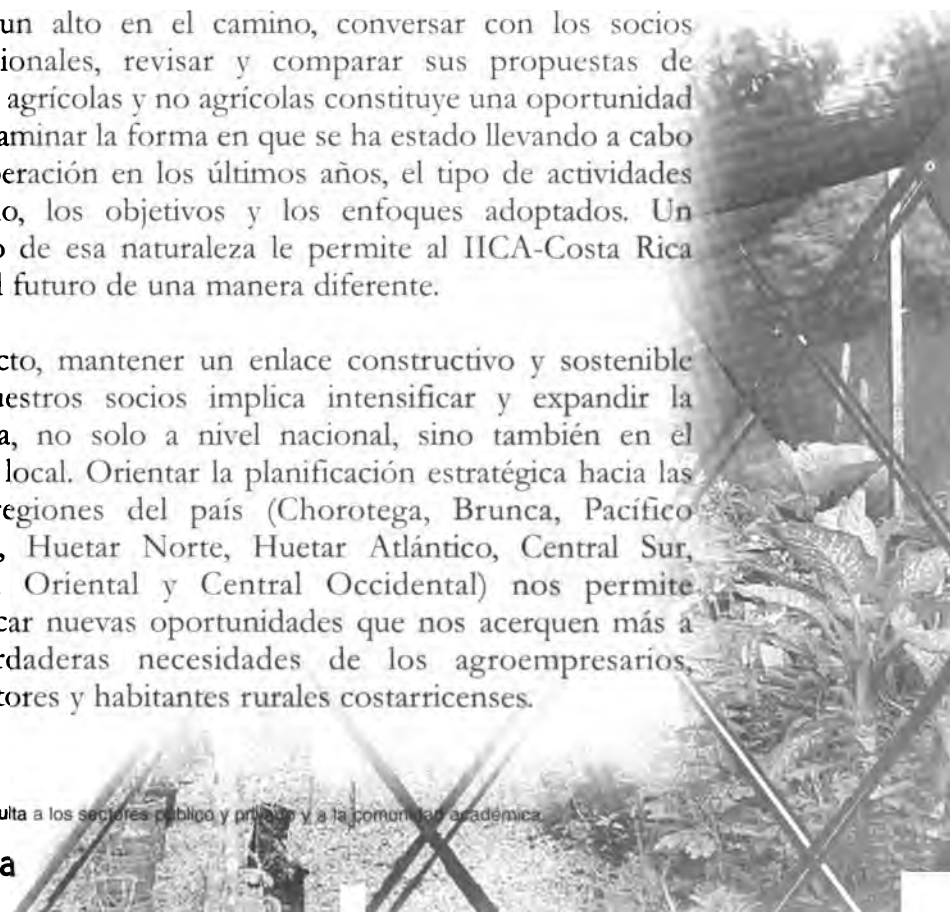 un alto en el camino, conversar con los socios
ionales, revisar y comparar sus propuestas de
agrícolas y no agrícolas constituye una oportunidad
aminar la forma en que se ha estado llevando a cabo
eración en los últimos años, el tipo de actividades
o, los objetivos y los enfoques adoptados. Un
o de esa naturaleza le permite al IICA-Costa Rica
l futuro de una manera diferente.
cto, mantener un enlace constructivo y sostenible
uestros socios implica intensificar y expandir la
a, no solo a nivel nacional, sino también en el
local. Orientar la planificación estratégica hacia las
regiones del país (Chorotega, Brunca, Pacífico
, Huetar Norte, Huetar Atlántico, Central Sur,
Oriental y Central Occidental) nos permite
car nuevas oportunidades que nos acerquen más a
rdaderas necesidades de los agroempresarios,
tores y habitantes rurales costarricenses.
ulta a los sectores público y privado y a la comunidad académica.
a